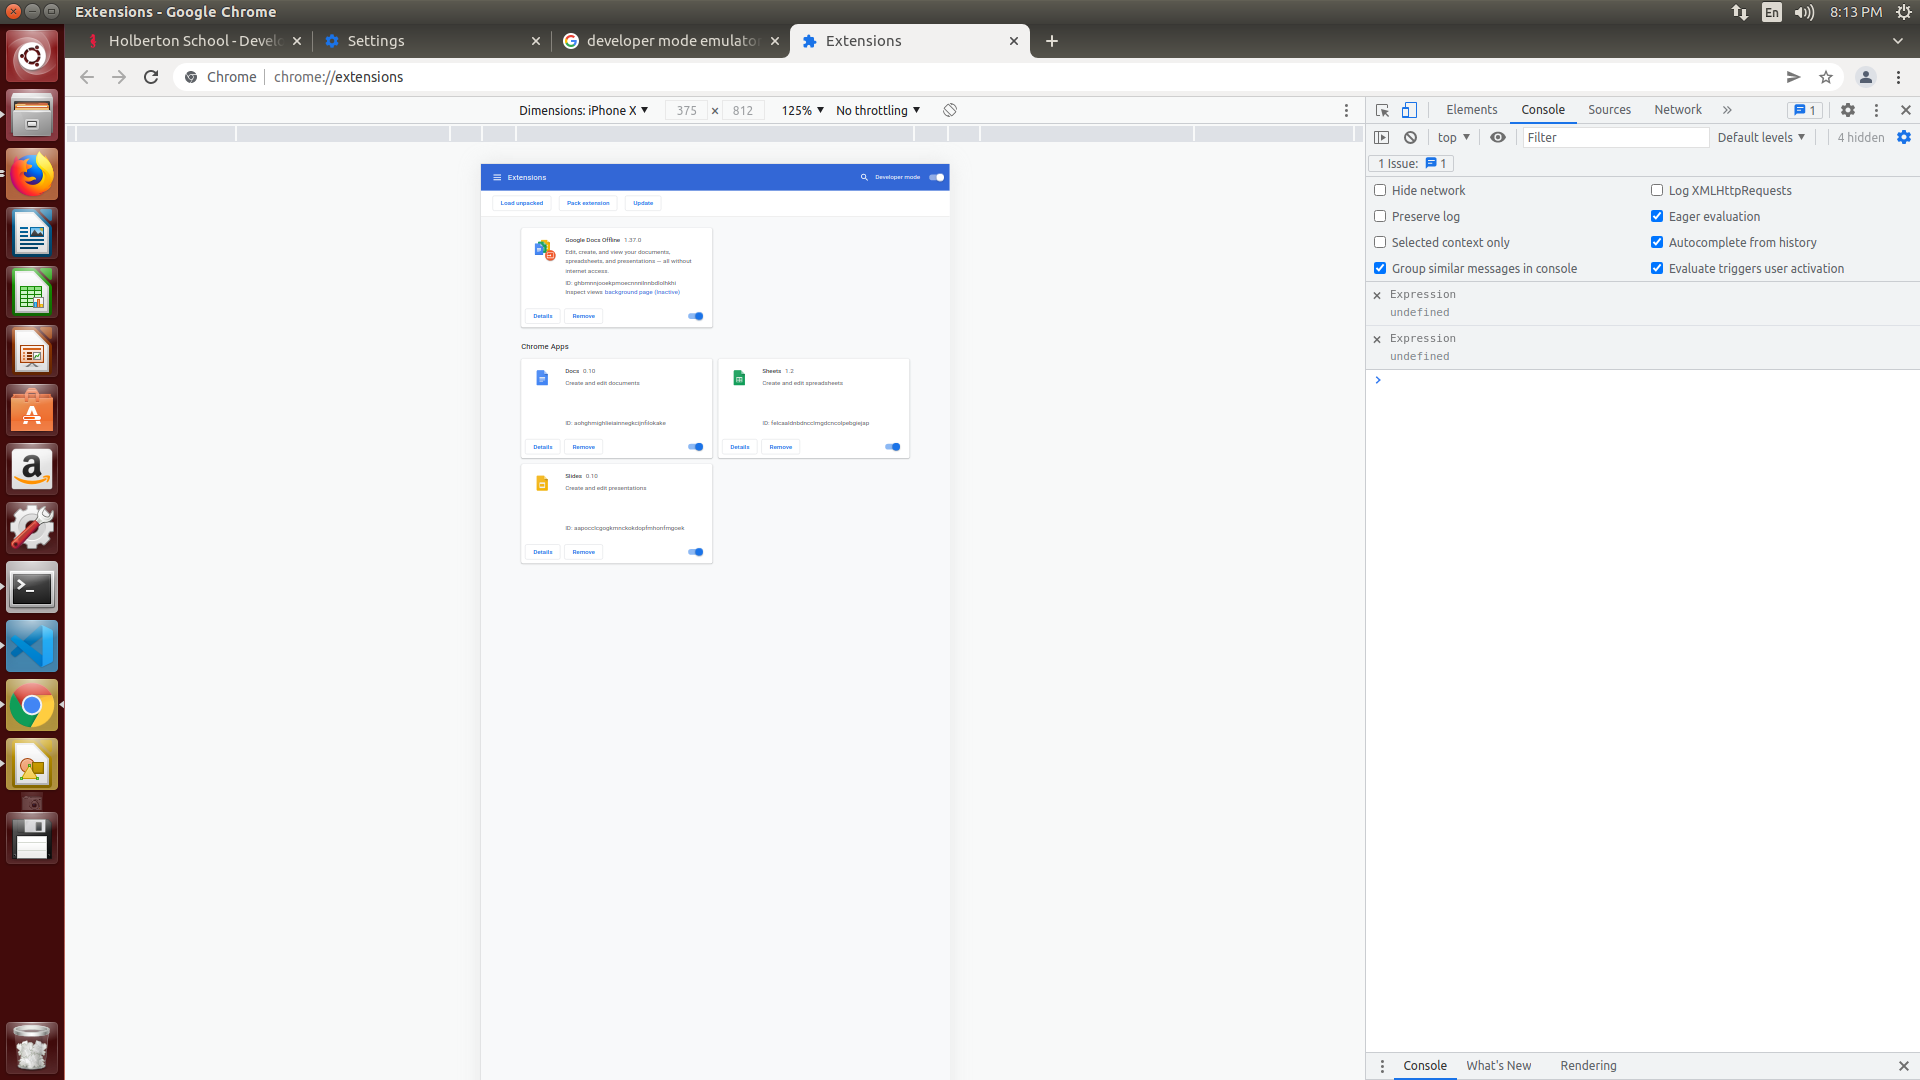 Extensions - Google Chrome
En
8:13 PM
Holberton School - Devel
Settings
developer mode emulator
Extensions
Chrome
chrome://extensions
Dimensions: iPhone X
375
×
812
125%
No throttling
Elements
Console
Sources
Network
1
top
Filter
Default levels
4 hidden
1 Issue:
1
Hide network
Log XMLHttpRequests
Preserve log
Eager evaluation
Selected context only
Autocomplete from history
Group similar messages in console
Evaluate triggers user activation
Expression
undefined
Expression
undefined
Extensions
Developer mode
Load unpacked
Pack extension
Update
Google Docs Offline 1.37.0
Edit, create, and view your documents,
spreadsheets, and presentations — all without
internet access.
ID:
Inspect views background page (Inactive)
Details
Remove
Chrome Apps
Docs 0.10
Create and edit documents
ID:
Details
Remove
Sheets 1.2
Create and edit spreadsheets
ID:
Details
Remove
Slides 0.10
Create and edit presentations
ID:
Details
Remove
Console
What's New
Rendering